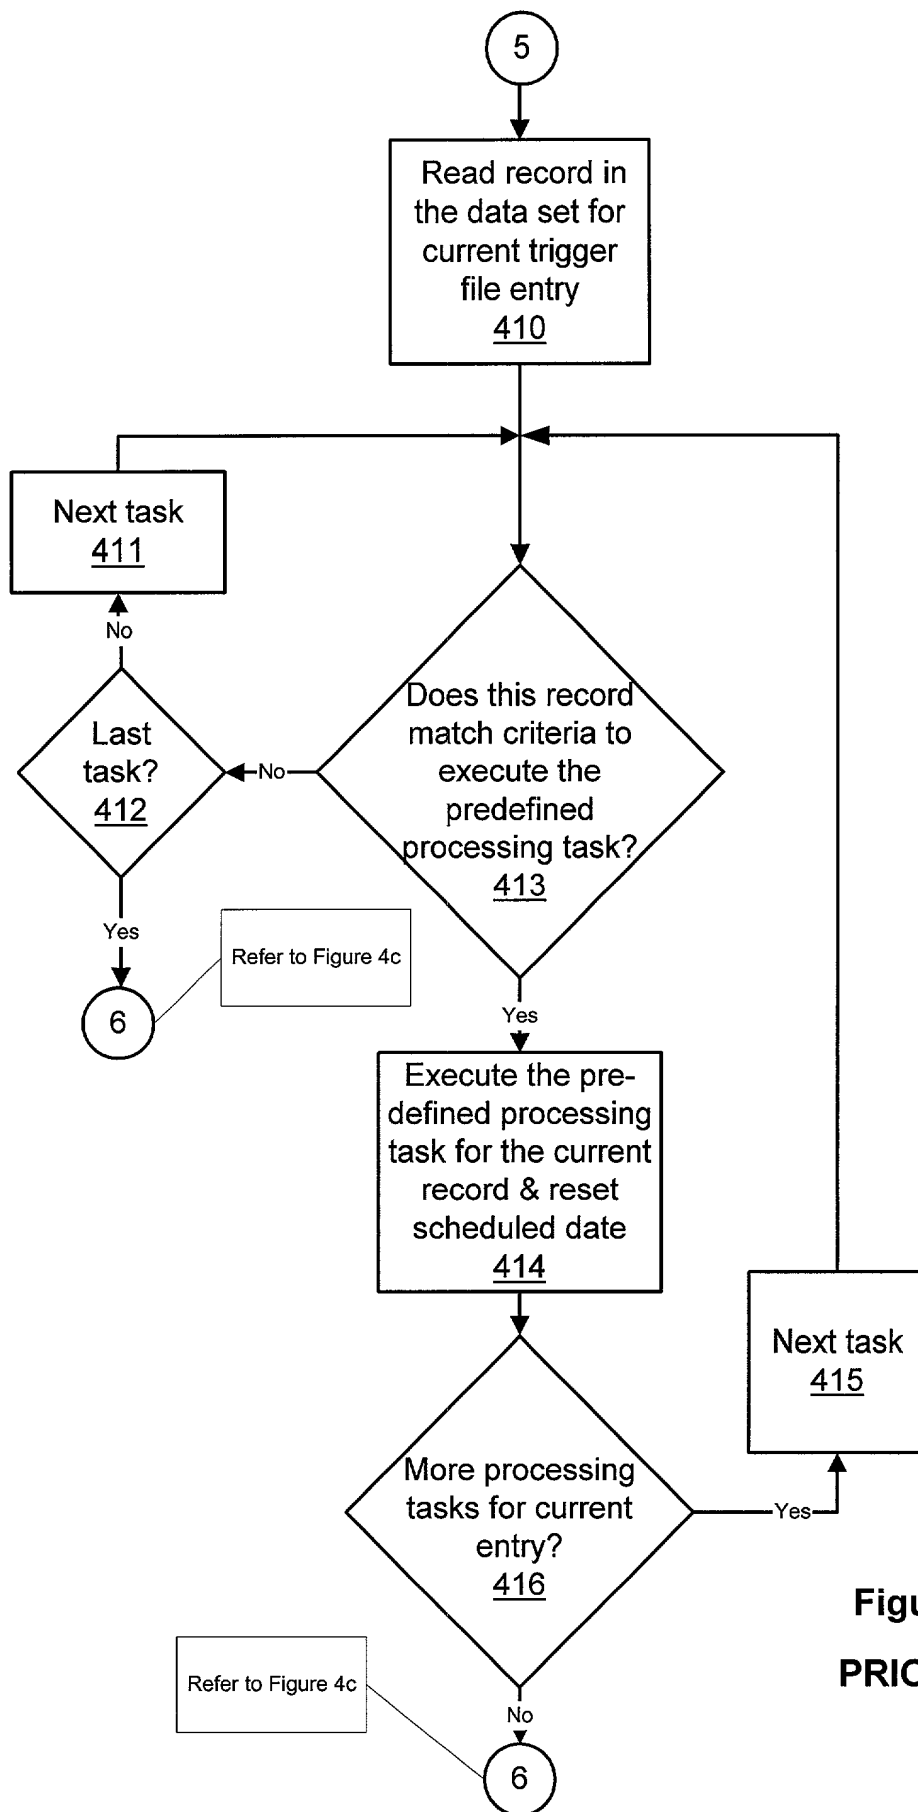 5
Read record in
the data set for
current trigger
file entry
410
Next task
411
No
Last
task?
412
No
Does this record
match criteria to
execute the
predefined
processing task?
413
Yes
Refer to Figure 4c
6
Yes
Execute the pre-
defined processing
task for the current
record & reset
scheduled date
414
Next task
415
More processing
tasks for current
entry?
416
Yes
Refer to Figure 4c
No
6